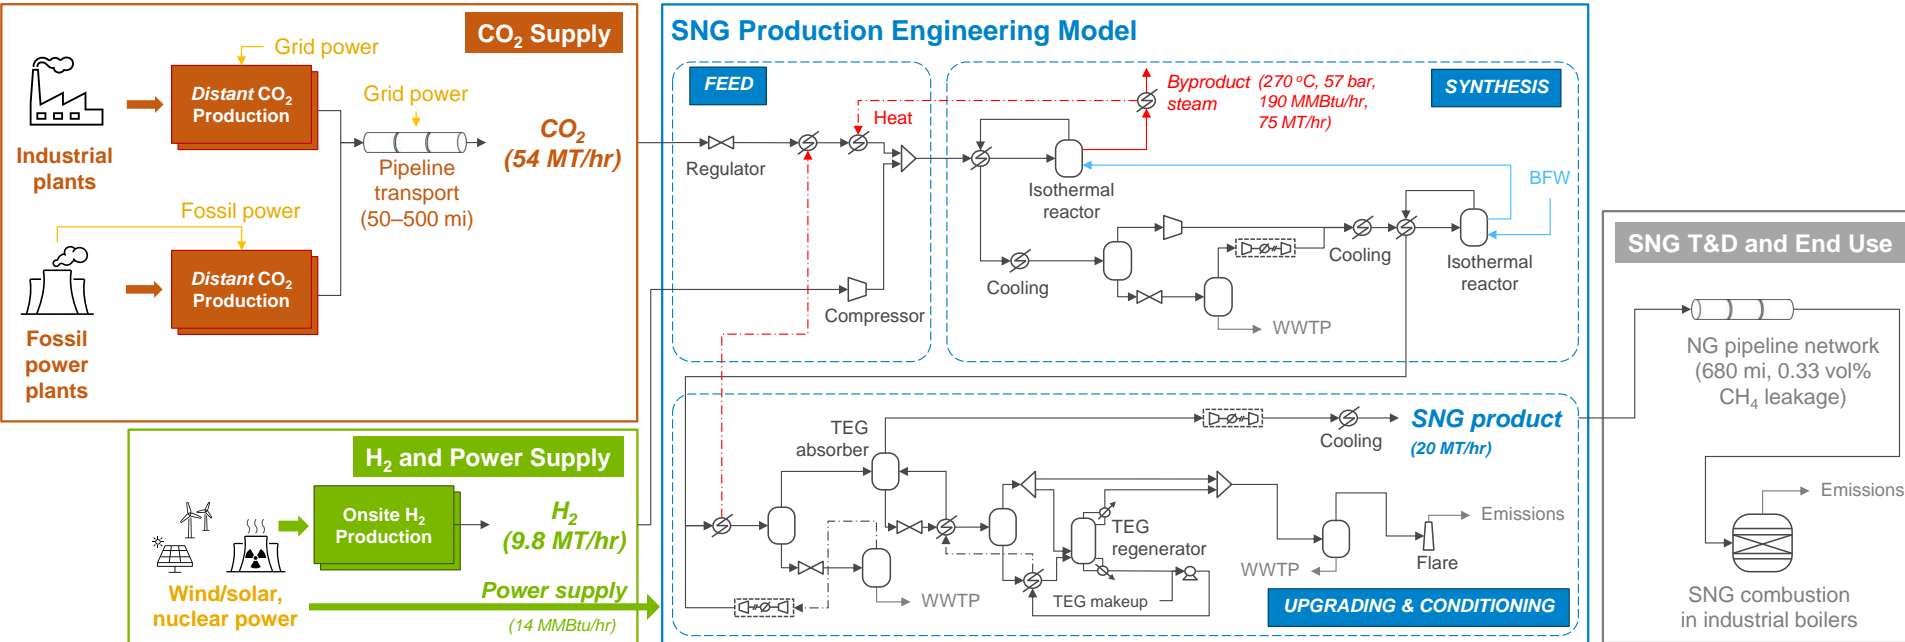 CO₂ Supply
Grid power
Distant CO₂
Production
Grid power
Industrial
plants
CO₂
(54 MT/hr)
Pipeline
transport
(50–500 mi)
Fossil power
Distant CO₂
Production
Fossil
power
plants
H₂ and Power Supply
Onsite H₂
Production
H₂
(9.8 MT/hr)
Wind/solar,
nuclear power
Power supply
(14 MMBtu/hr)
SNG Production Engineering Model
FEED
Heat
Regulator
Compressor
SYNTHESIS
Byproduct
steam
(270 °C, 57 bar,
190 MMBtu/hr,
75 MT/hr)
Isothermal
reactor
BFW
Cooling
Cooling
Isothermal
reactor
WWTP
TEG
absorber
Cooling
SNG product
(20 MT/hr)
TEG
regenerator
Emissions
Flare
WWTP
TEG makeup
WWTP
UPGRADING & CONDITIONING
SNG T&D and End Use
NG pipeline network
(680 mi, 0.33 vol%
CH₄ leakage)
Emissions
SNG combustion
in industrial boilers